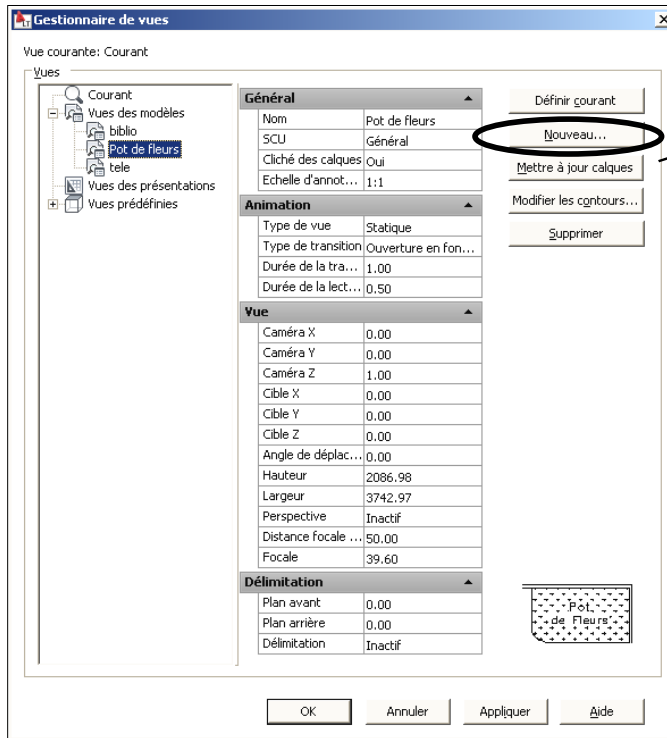 Gestionnaire de vues
Vue courante: Courant
Vues
Courant
Vues des modèles
biblio
Pot de fleurs
tele
Vues des présentations
Vues prédéfinies
Général
Nom Pot de fleurs
SCU Général
Cliché des calques Oui
Echelle d'annot... 1:1
Animation
Type de vue Statique
Type de transition Ouverture en fon...
Durée de la tra... 1.00
Durée de la lect... 0.50
Vue
Caméra X 0.00
Caméra Y 0.00
Caméra Z 1.00
Cible X 0.00
Cible Y 0.00
Cible Z 0.00
Angle de déplac... 0.00
Hauteur 2086.98
Largeur 3742.97
Perspective Inactif
Distance focale ... 50.00
Focale 39.60
Délimitation
Plan avant 0.00
Plan arrière 0.00
Délimitation Inactif
Définir courant
Nouveau...
Mettre à jour calques
Modifier les contours...
Supprimer
Pot
de Fleurs
OK Annuler Appliquer Aide